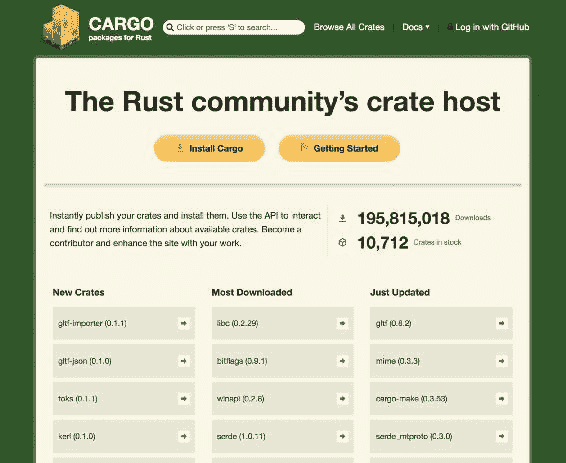 CARGO
packages for Rust
Click or press 'S' to search...
Browse All Crates
Docs ▾
Log in with GitHub
The Rust community's crate host
Install Cargo
Getting Started
Instantly publish your crates and install them. Use the API to interact
and find out more information about available crates. Become a
contributor and enhance the site with your work.
195,815,018 Downloads
10,712 Crates in stock
New Crates
gltf-importer (0.1.1)
gltf-json (0.1.0)
toks (0.1.1)
kerl (0.1.0)
Most Downloaded
libc (0.2.29)
bitflags (0.9.1)
winapi (0.2.8)
serde (1.0.11)
Just Updated
gltf (0.8.2)
mime (0.3.3)
cargo-make (0.3.53)
serde_mtproto (0.3.0)